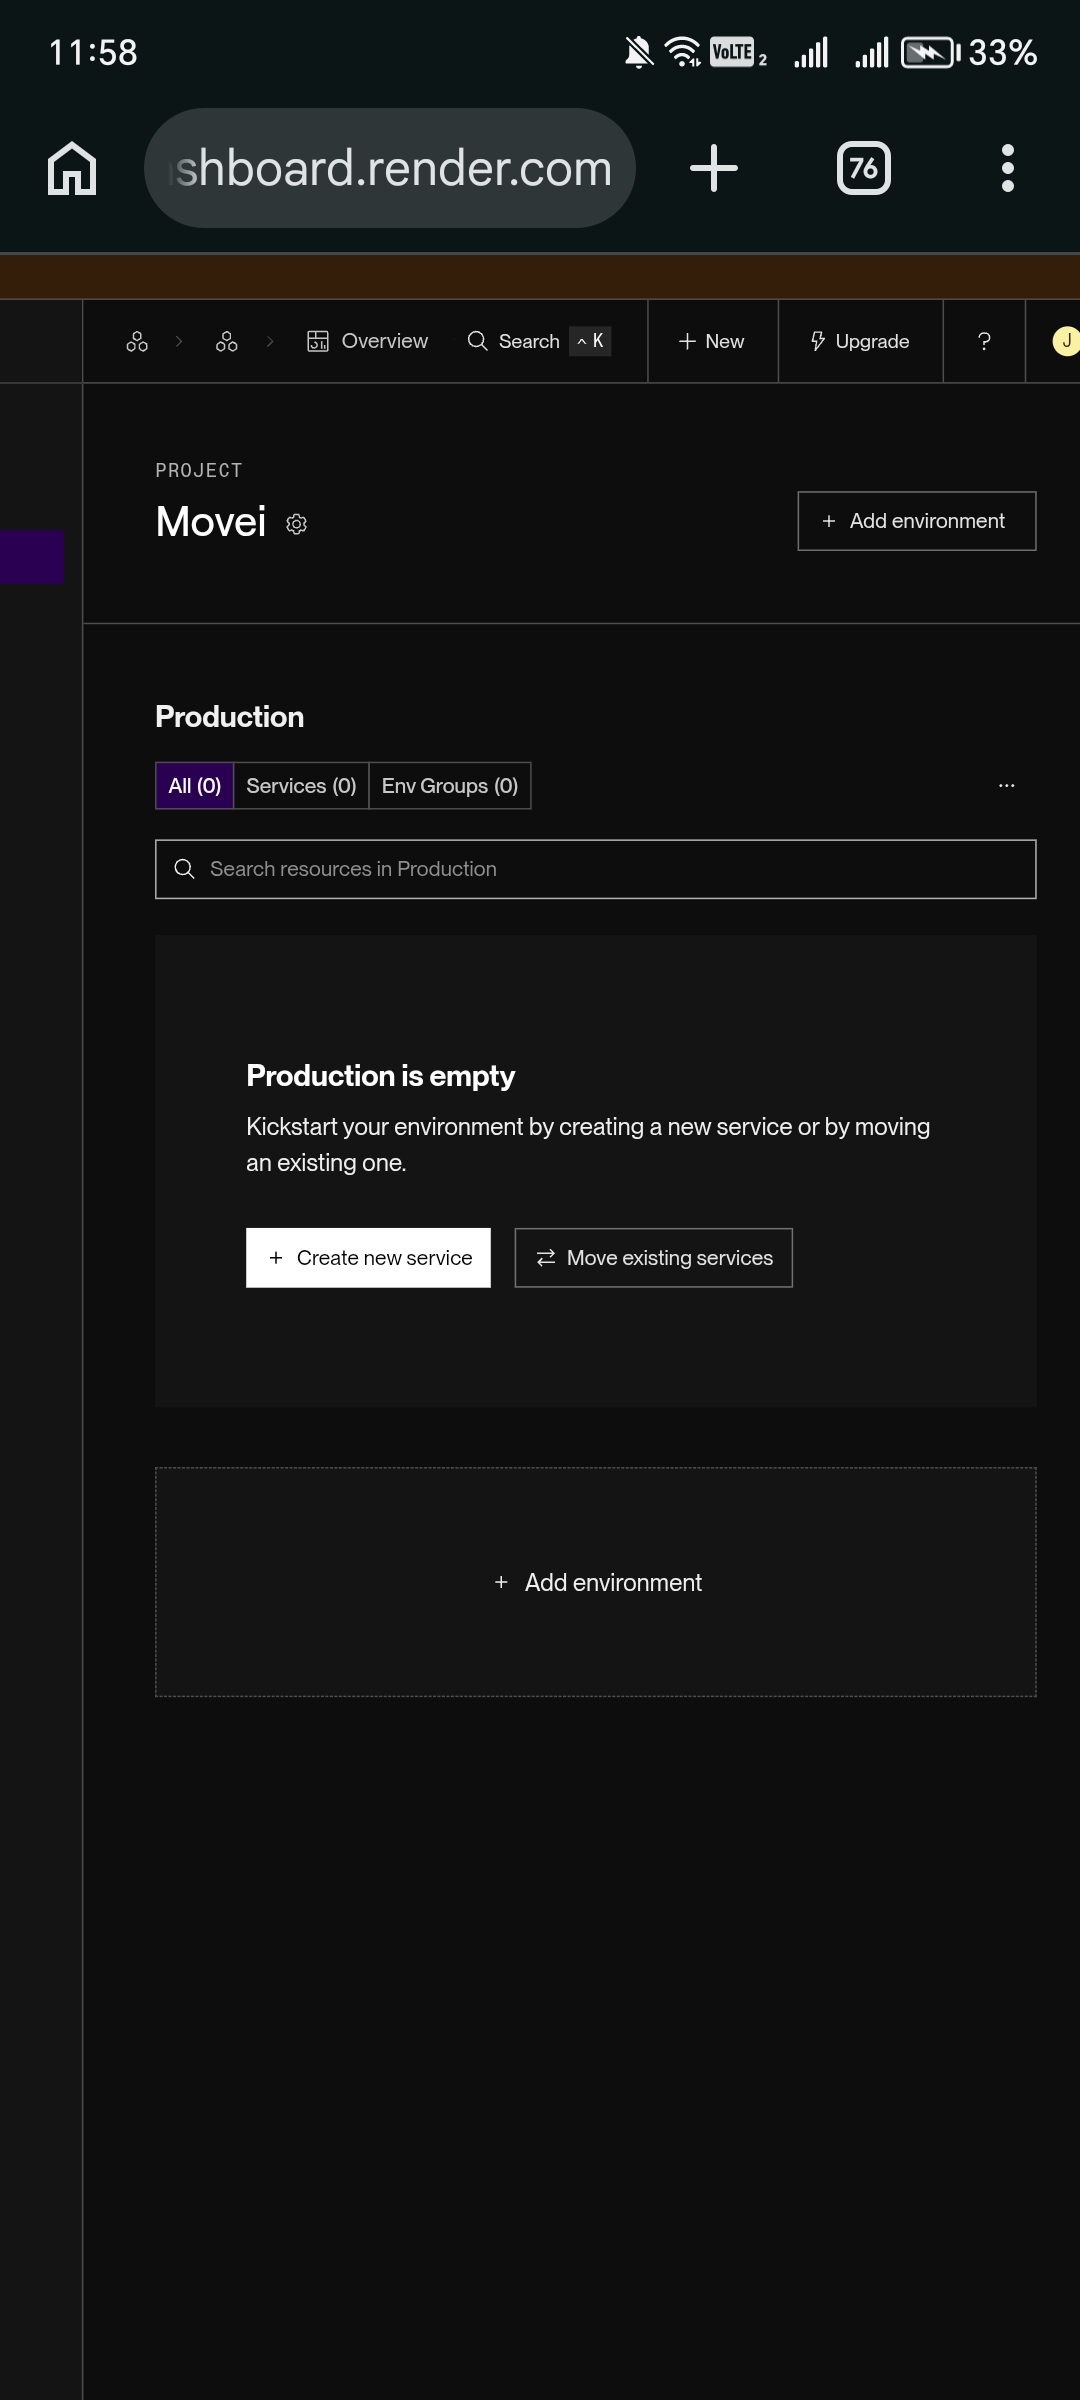 11:58
VoLTE 2
33%
shboard.render.com
76
Overview
Search ^ K
New
Upgrade
?
J
PROJECT
Movei
+ Add environment
Production
All (0)
Services (0)
Env Groups (0)
...
Search resources in Production
Production is empty
Kickstart your environment by creating a new service or by moving
an existing one.
+ Create new service
Move existing services
+ Add environment